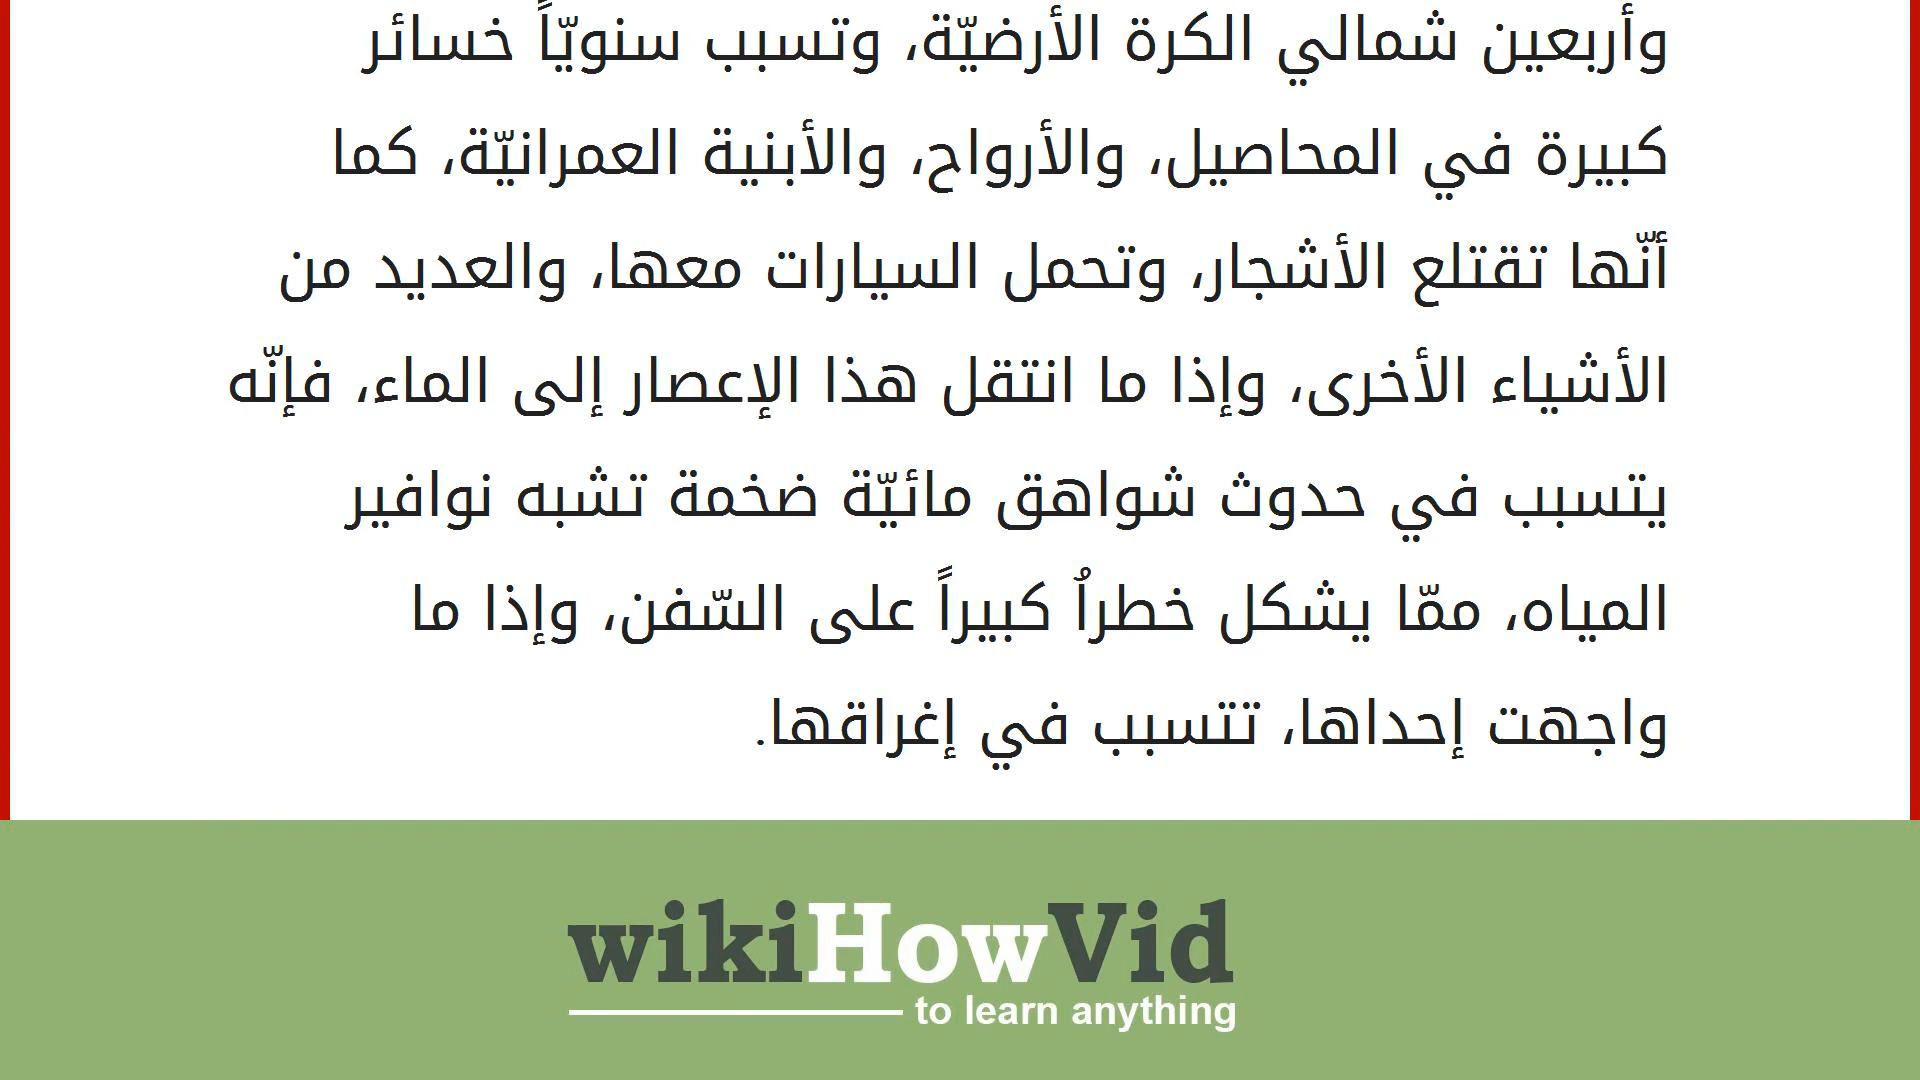 وأربعين شمالي الكرة الأرضيّة، وتسبب سنويّاً خسائر
كبيرة في المحاصيل، والأرواح، والأبنية العمرانيّة، كما
أنّها تقتلع الأشجار، وتحمل السيارات معها، والعديد من
الأشياء الأخرى، وإذا ما انتقل هذا الإعصار إلى الماء، فإنّه
يتسبب في حدوث شواهق مائيّة ضخمة تشبه نوافير
المياه، ممّا يشكل خطراُ كبيراً على السّفن، وإذا ما
واجهت إحداها، تتسبب في إغراقها.
wikiHowVid
to learn anything